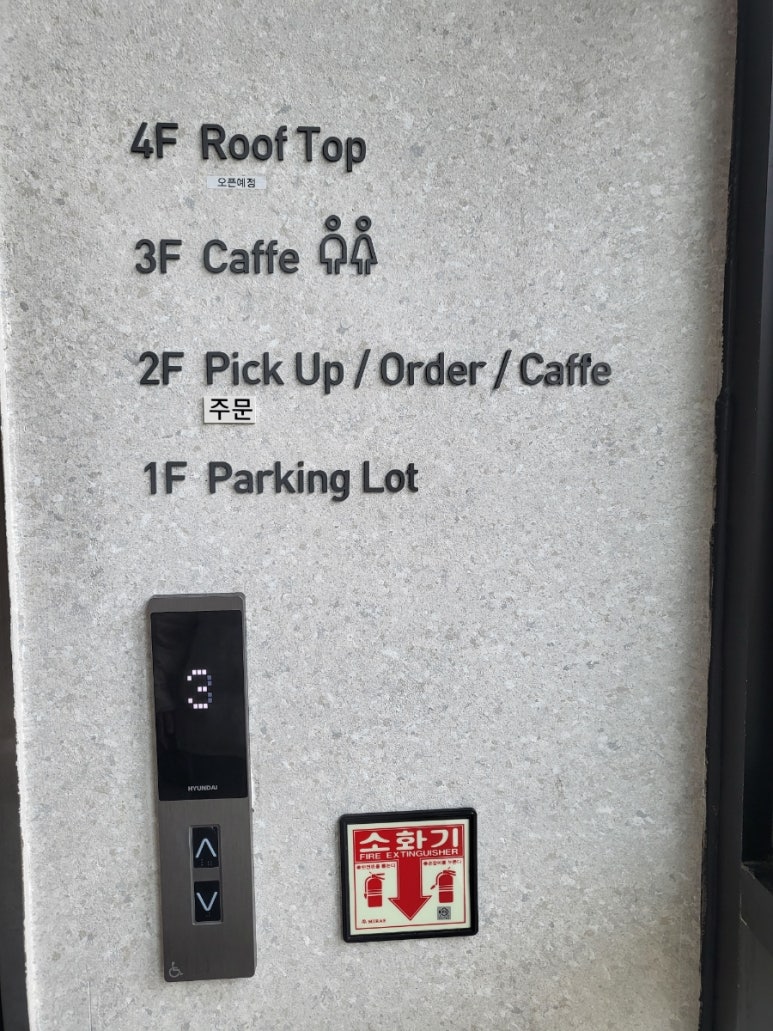 4F Roof Top
오픈예정
3F Caffe
2F Pick Up / Order / Caffe
주문
1F Parking Lot
3
HYUNDAI
소화기
FIRE EXTINGUISHER